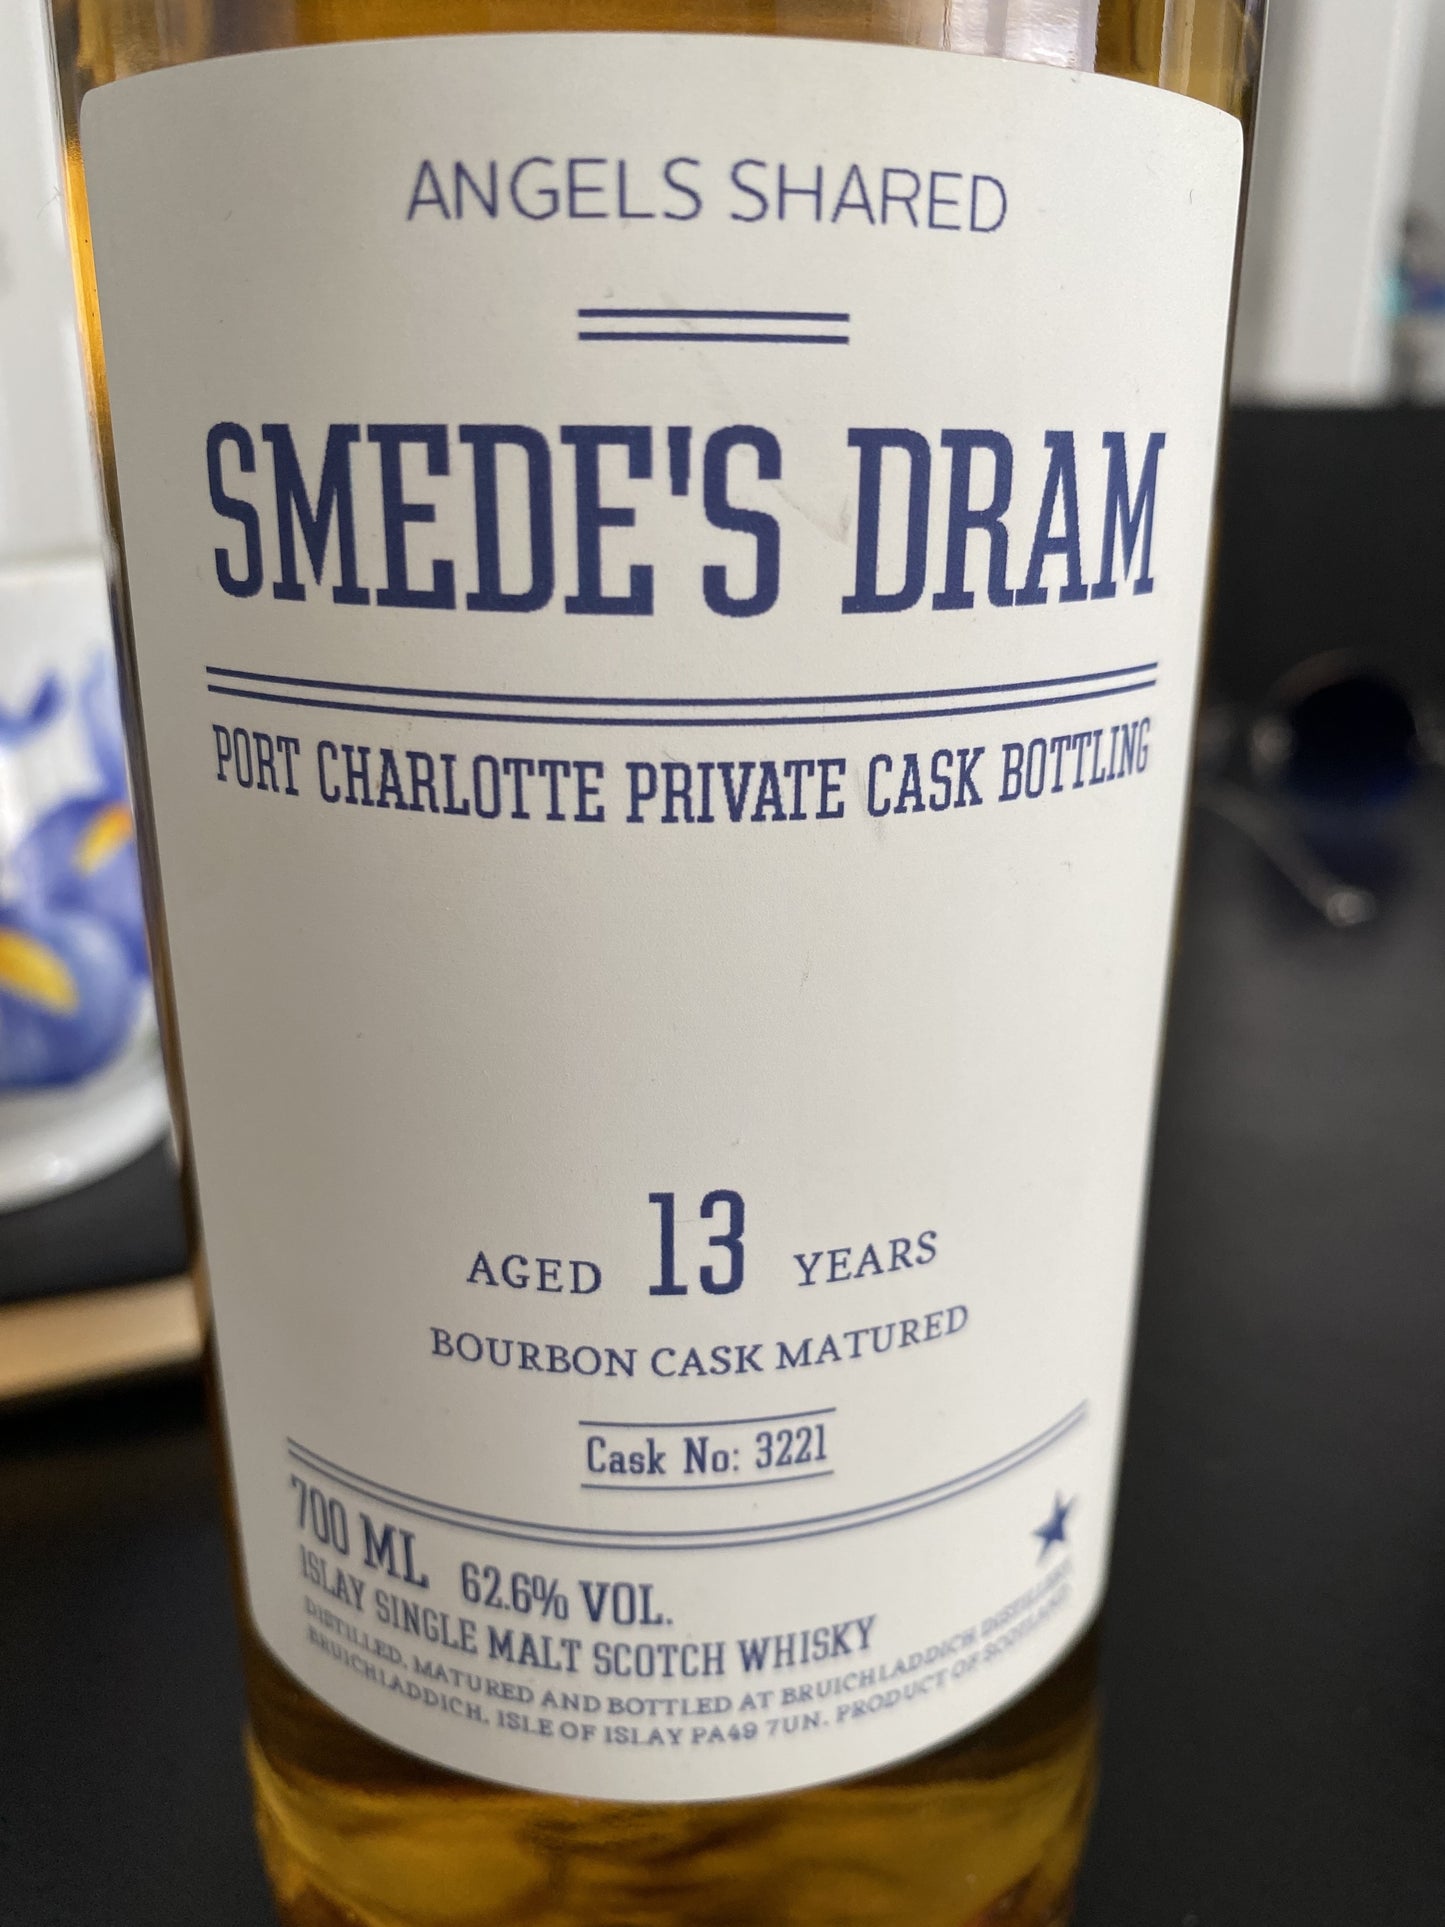 ANGELS SHARED
SMEDE'S DRAM
PORT CHARLOTTE PRIVATE CASK BOTTLING
AGED 13 YEARS
BOURBON CASK MATURED
Cask No: 3221
700 ML 62.6% VOL.
ISLAY SINGLE MALT SCOTCH WHISKY
DISTILLED, MATURED AND BOTTLED AT BRUICHLADDICH DISTILLERY,
BRUICHLADDICH, ISLE OF ISLAY PA49 7UN. PRODUCT OF SCOTLAND.